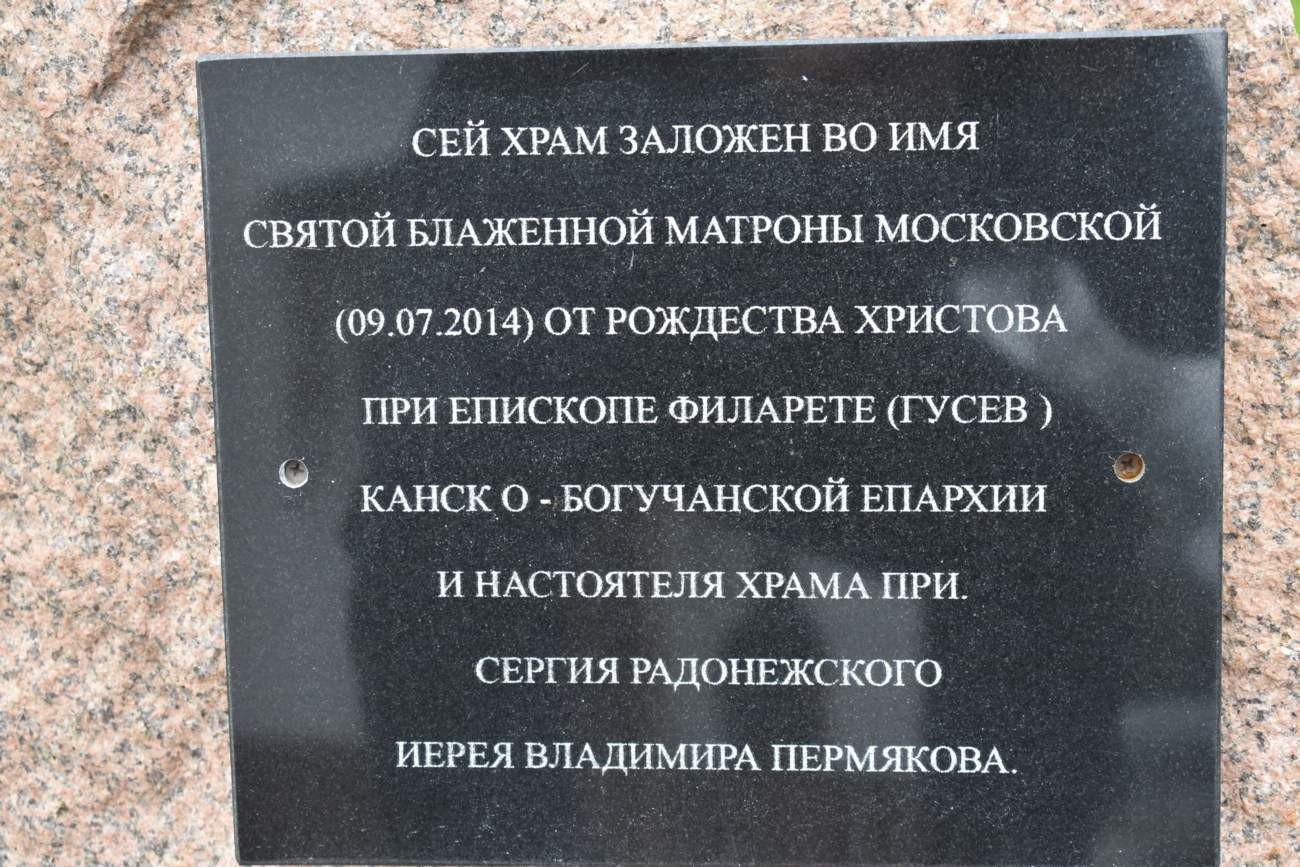 СЕЙ ХРАМ ЗАЛОЖЕН ВО ИМЯ
СВЯТОЙ БЛАЖЕННОЙ МАТРОНЫ МОСКОВСКОЙ
(09.07.2014) ОТ РОЖДЕСТВА ХРИСТОВА
ПРИ ЕПИСКОПЕ ФИЛАРЕТЕ (ГУСЕВ )
КАНСК О - БОГУЧАНСКОЙ ЕПАРХИИ
И НАСТОЯТЕЛЯ ХРАМА ПРИ.
СЕРГИЯ РАДОНЕЖСКОГО
ИЕРЕЯ ВЛАДИМИРА ПЕРМЯКОВА.